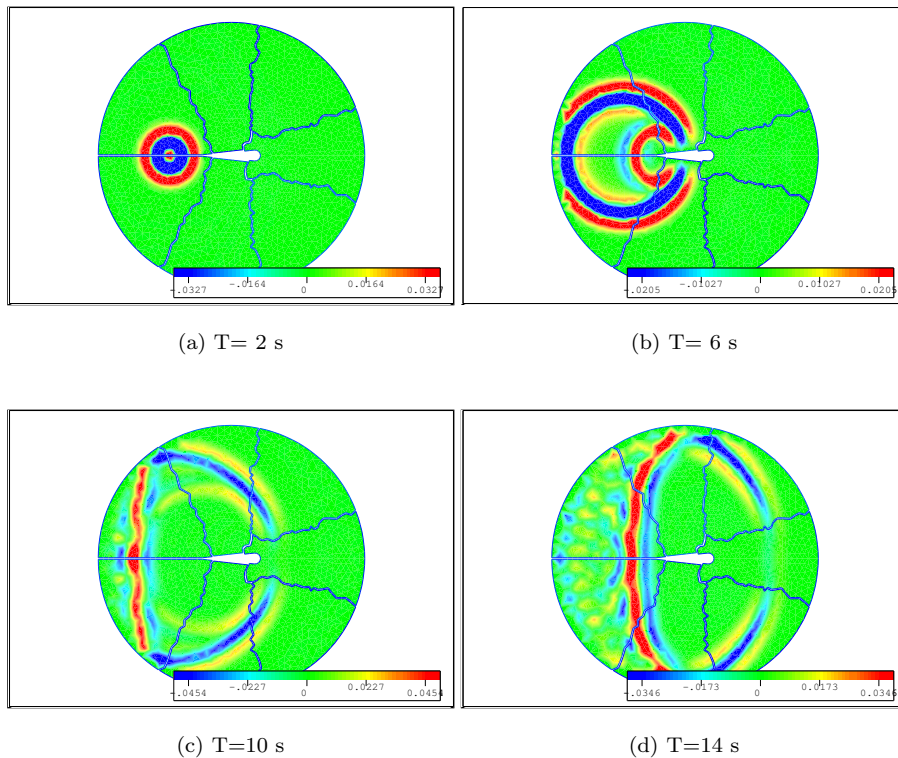 -.0327 -.0164 0 0.0164 0.0327
-.0205 -.01027 0 0.01027 0.0205
(a) T= 2 s
(b) T= 6 s
-.0454 -.0227 0 0.0227 0.0454
-.0346 -.0173 0 0.0173 0.0346
(c) T=10 s
(d) T=14 s